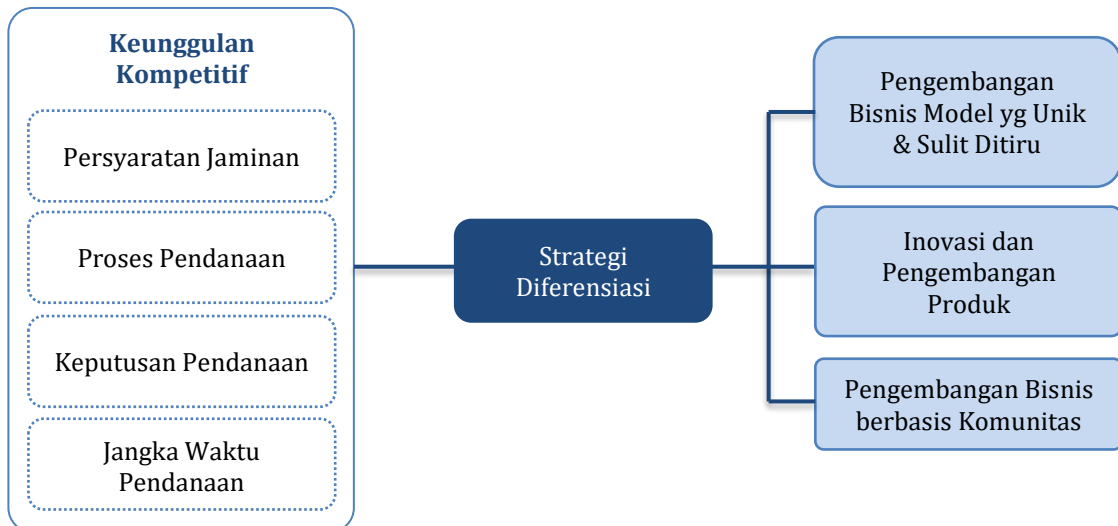 Keunggulan
Kompetitif
Persyaratan Jaminan
Proses Pendanaan
Keputusan Pendanaan
Jangka Waktu
Pendanaan
Strategi
Diferensiasi
Pengembangan
Bisnis Model yg Unik
& Sulit Ditiru
Inovasi dan
Pengembangan
Produk
Pengembangan Bisnis
berbasis Komunitas